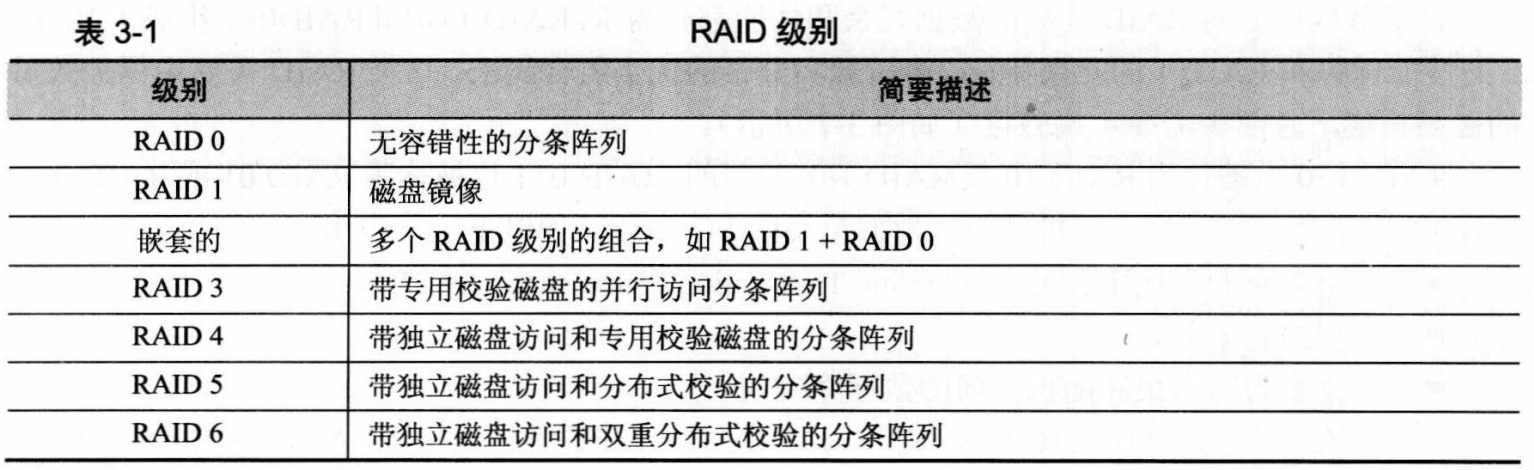 表 3-1 RAID 级别
级别 简要描述
RAID 0 无容错性的分条阵列
RAID 1 磁盘镜像
嵌套的 多个 RAID 级别的组合，如 RAID 1 + RAID 0
RAID 3 带专用校验磁盘的并行访问分条阵列
RAID 4 带独立磁盘访问和专用校验磁盘的分条阵列
RAID 5 带独立磁盘访问和分布式校验的分条阵列
RAID 6 带独立磁盘访问和双重分布式校验的分条阵列